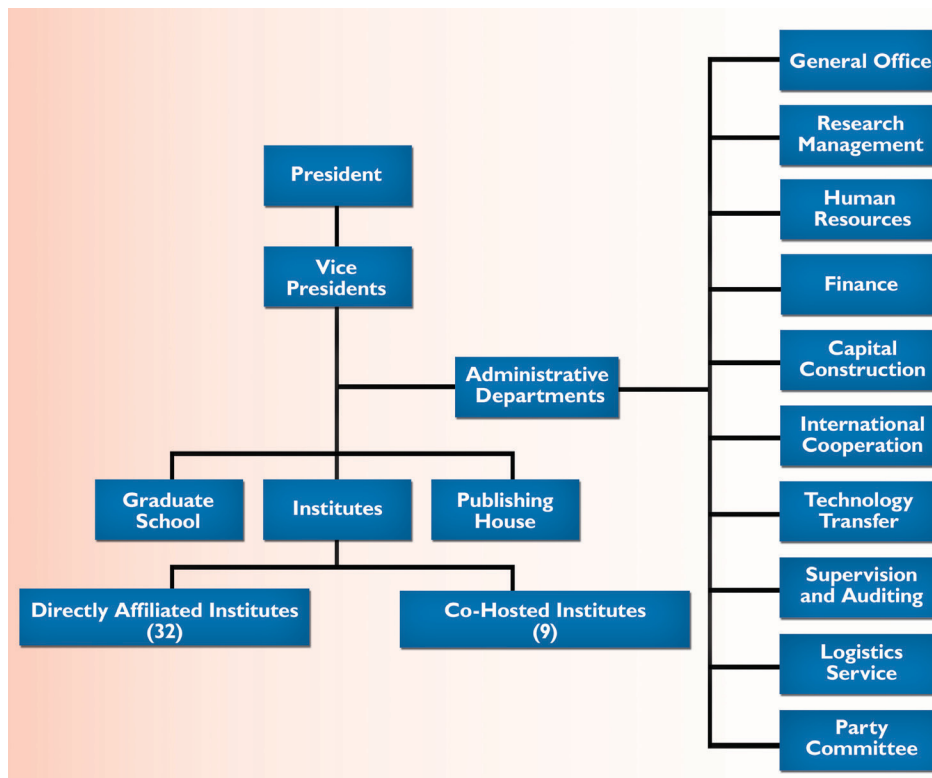 President
Vice
Presidents
Administrative
Departments
Graduate
School
Institutes
Publishing
House
Directly Affiliated Institutes
(32)
Co-Hosted Institutes
(9)
General Office
Research
Management
Human
Resources
Finance
Capital
Construction
International
Cooperation
Technology
Transfer
Supervision
and Auditing
Logistics
Service
Party
Committee